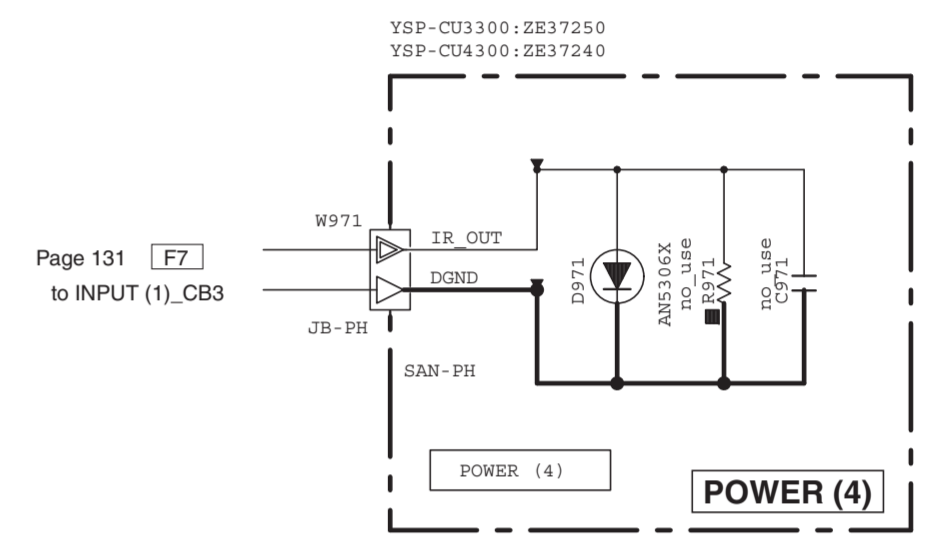 YSP-CU3300:ZE37250
YSP-CU4300:ZE37240
W971
Page 131 F7
to INPUT (1)_CB3
IR_OUT
DGND
JB-PH
SAN-PH
D971
AN5306X
no_use
R971
no_use
C971
POWER (4)
POWER (4)